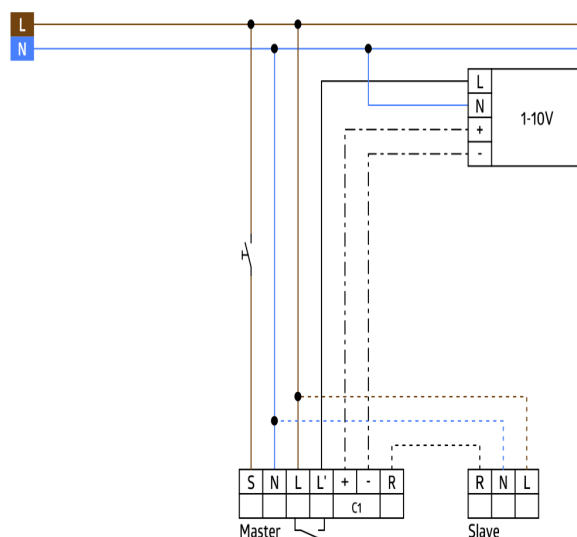 L
N
L
N
1-10V
+
-
S N L L' + - R
R N L
C1
Master
Slave